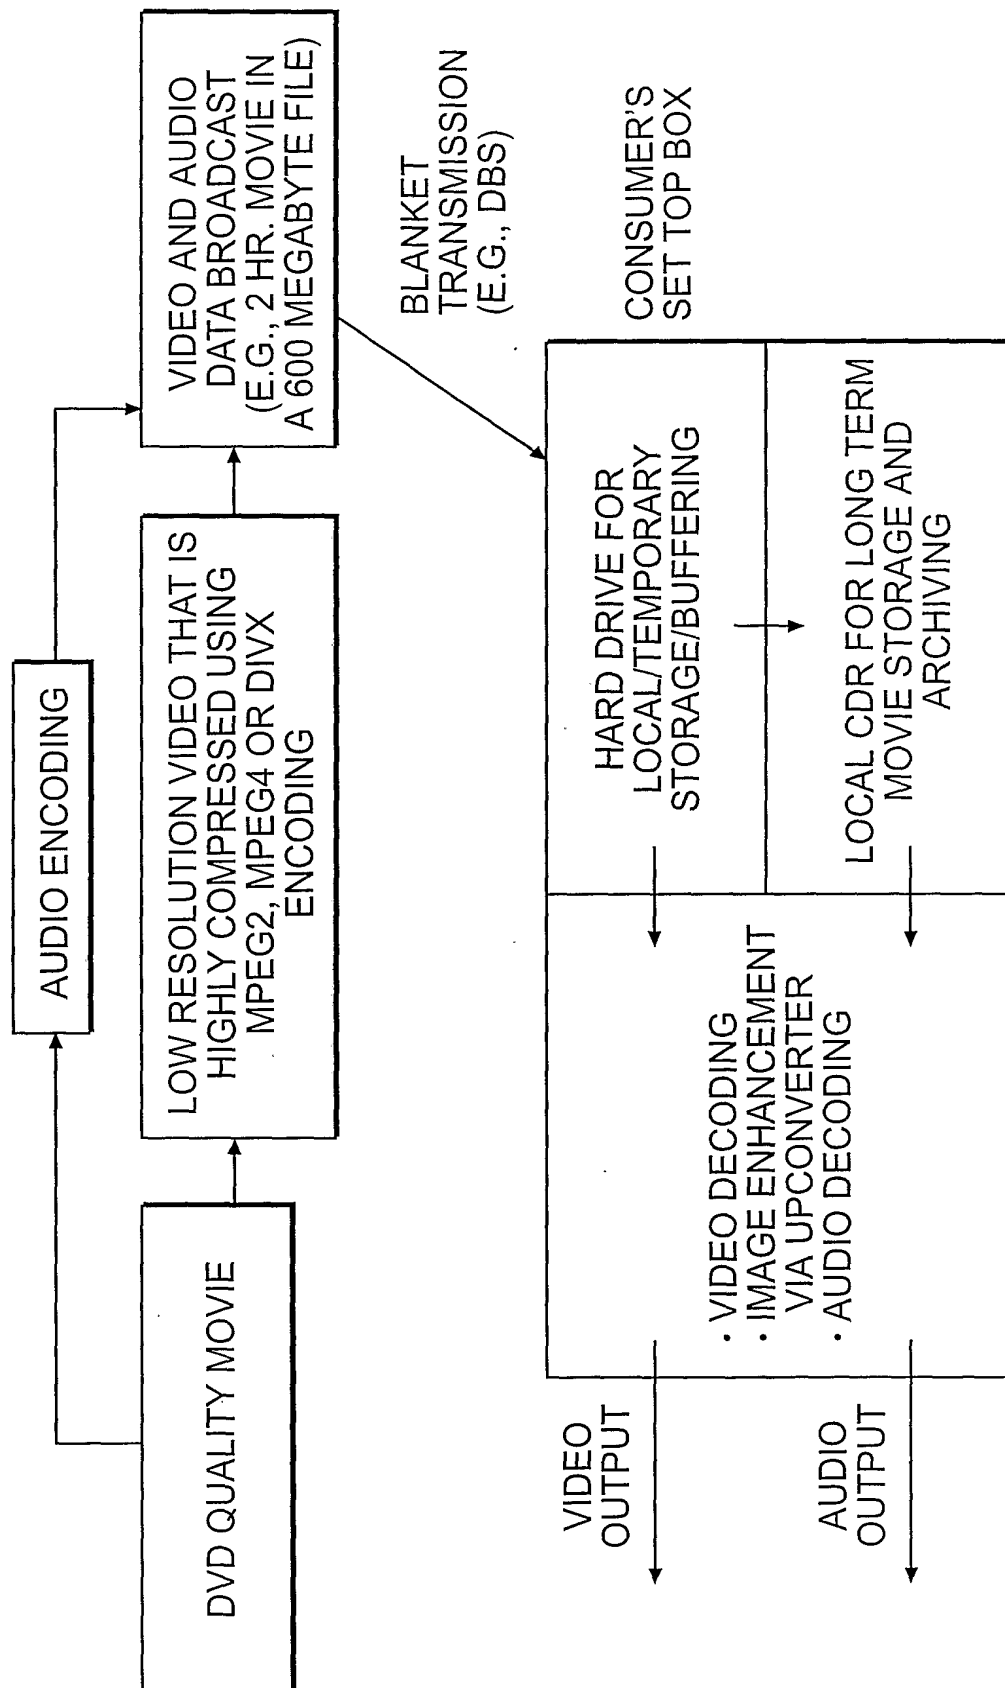 AUDIO ENCODING
DVD QUALITY MOVIE
LOW RESOLUTION VIDEO THAT IS
HIGHLY COMPRESSED USING
MPEG2, MPEG4 OR DIVX
ENCODING
VIDEO AND AUDIO
DATA BROADCAST
(E.G., 2 HR. MOVIE IN
A 600 MEGABYTE FILE)
BLANKET
TRANSMISSION
(E.G., DBS)
CONSUMER'S
SET TOP BOX
HARD DRIVE FOR
LOCAL/TEMPORARY
STORAGE/BUFFERING
LOCAL CDR FOR LONG TERM
MOVIE STORAGE AND
ARCHIVING
· VIDEO DECODING
· IMAGE ENHANCEMENT
VIA UPCONVERTER
· AUDIO DECODING
VIDEO
OUTPUT
AUDIO
OUTPUT